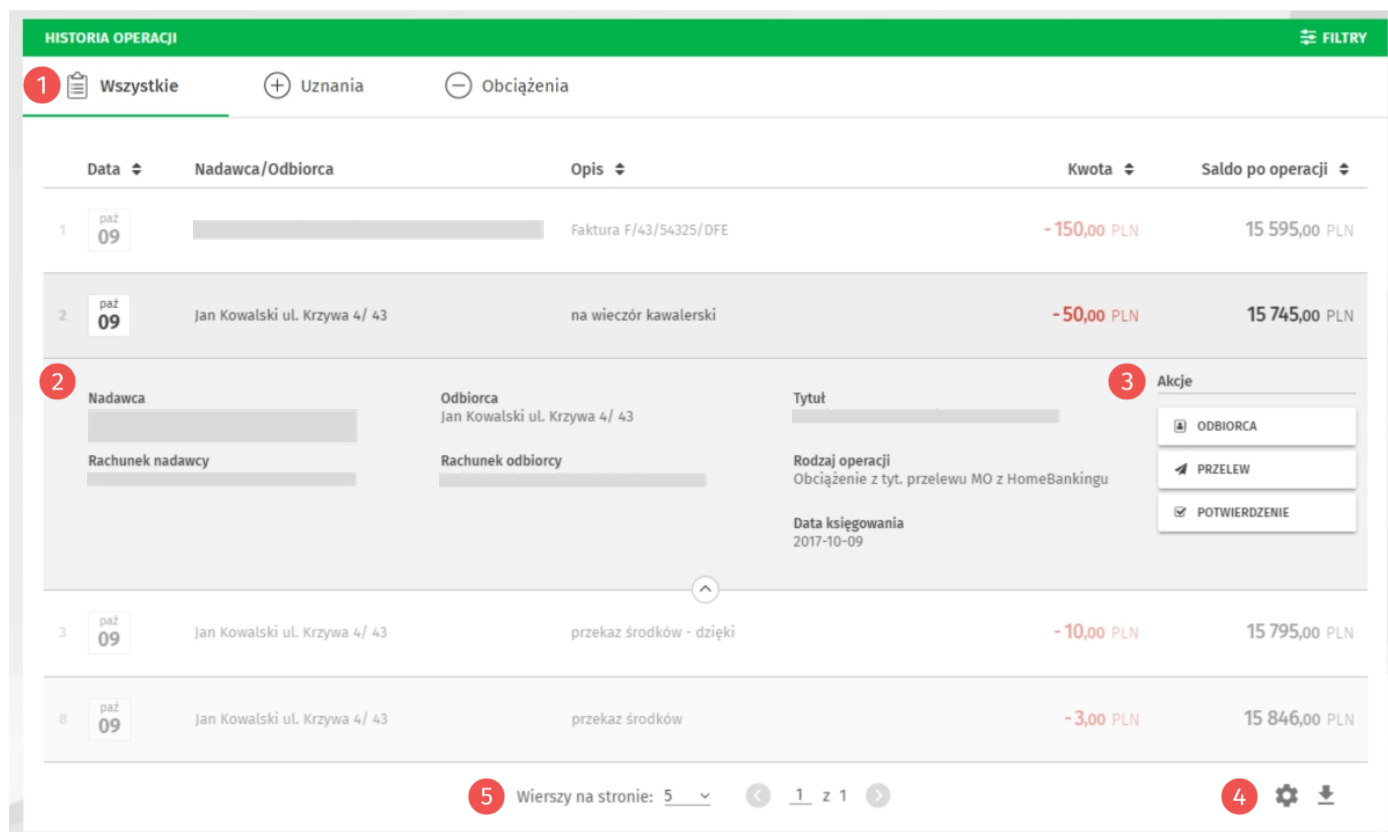 HISTORIA OPERACJI FILTRY
1 Wszystkie Uznania Obciążenia
Data Nadawca/Odbiorca Opis Kwota Saldo po operacji
1 paź 09 Faktura F/43/54325/DFE - 150,00 PLN 15 595,00 PLN
2 paź 09 Jan Kowalski ul. Krzywa 4/ 43 na wieczór kawalerski - 50,00 PLN 15 745,00 PLN
2 3 Akcje
Nadawca Odbiorca Tytuł
Jan Kowalski ul. Krzywa 4/ 43
ODBIORCA
Rachunek nadawcy Rachunek odbiorcy Rodzaj operacji
Obciążenie z tyt. przelewu MO z HomeBankingu
PRZELEW
POTWIERDZENIE
Data księgowania
2017-10-09
3 paź 09 Jan Kowalski ul. Krzywa 4/ 43 przekaz środków - dzięki - 10,00 PLN 15 795,00 PLN
8 paź 09 Jan Kowalski ul. Krzywa 4/ 43 przekaz środków - 3,00 PLN 15 846,00 PLN
5 Wierszy na stronie: 5 1 z 1 4